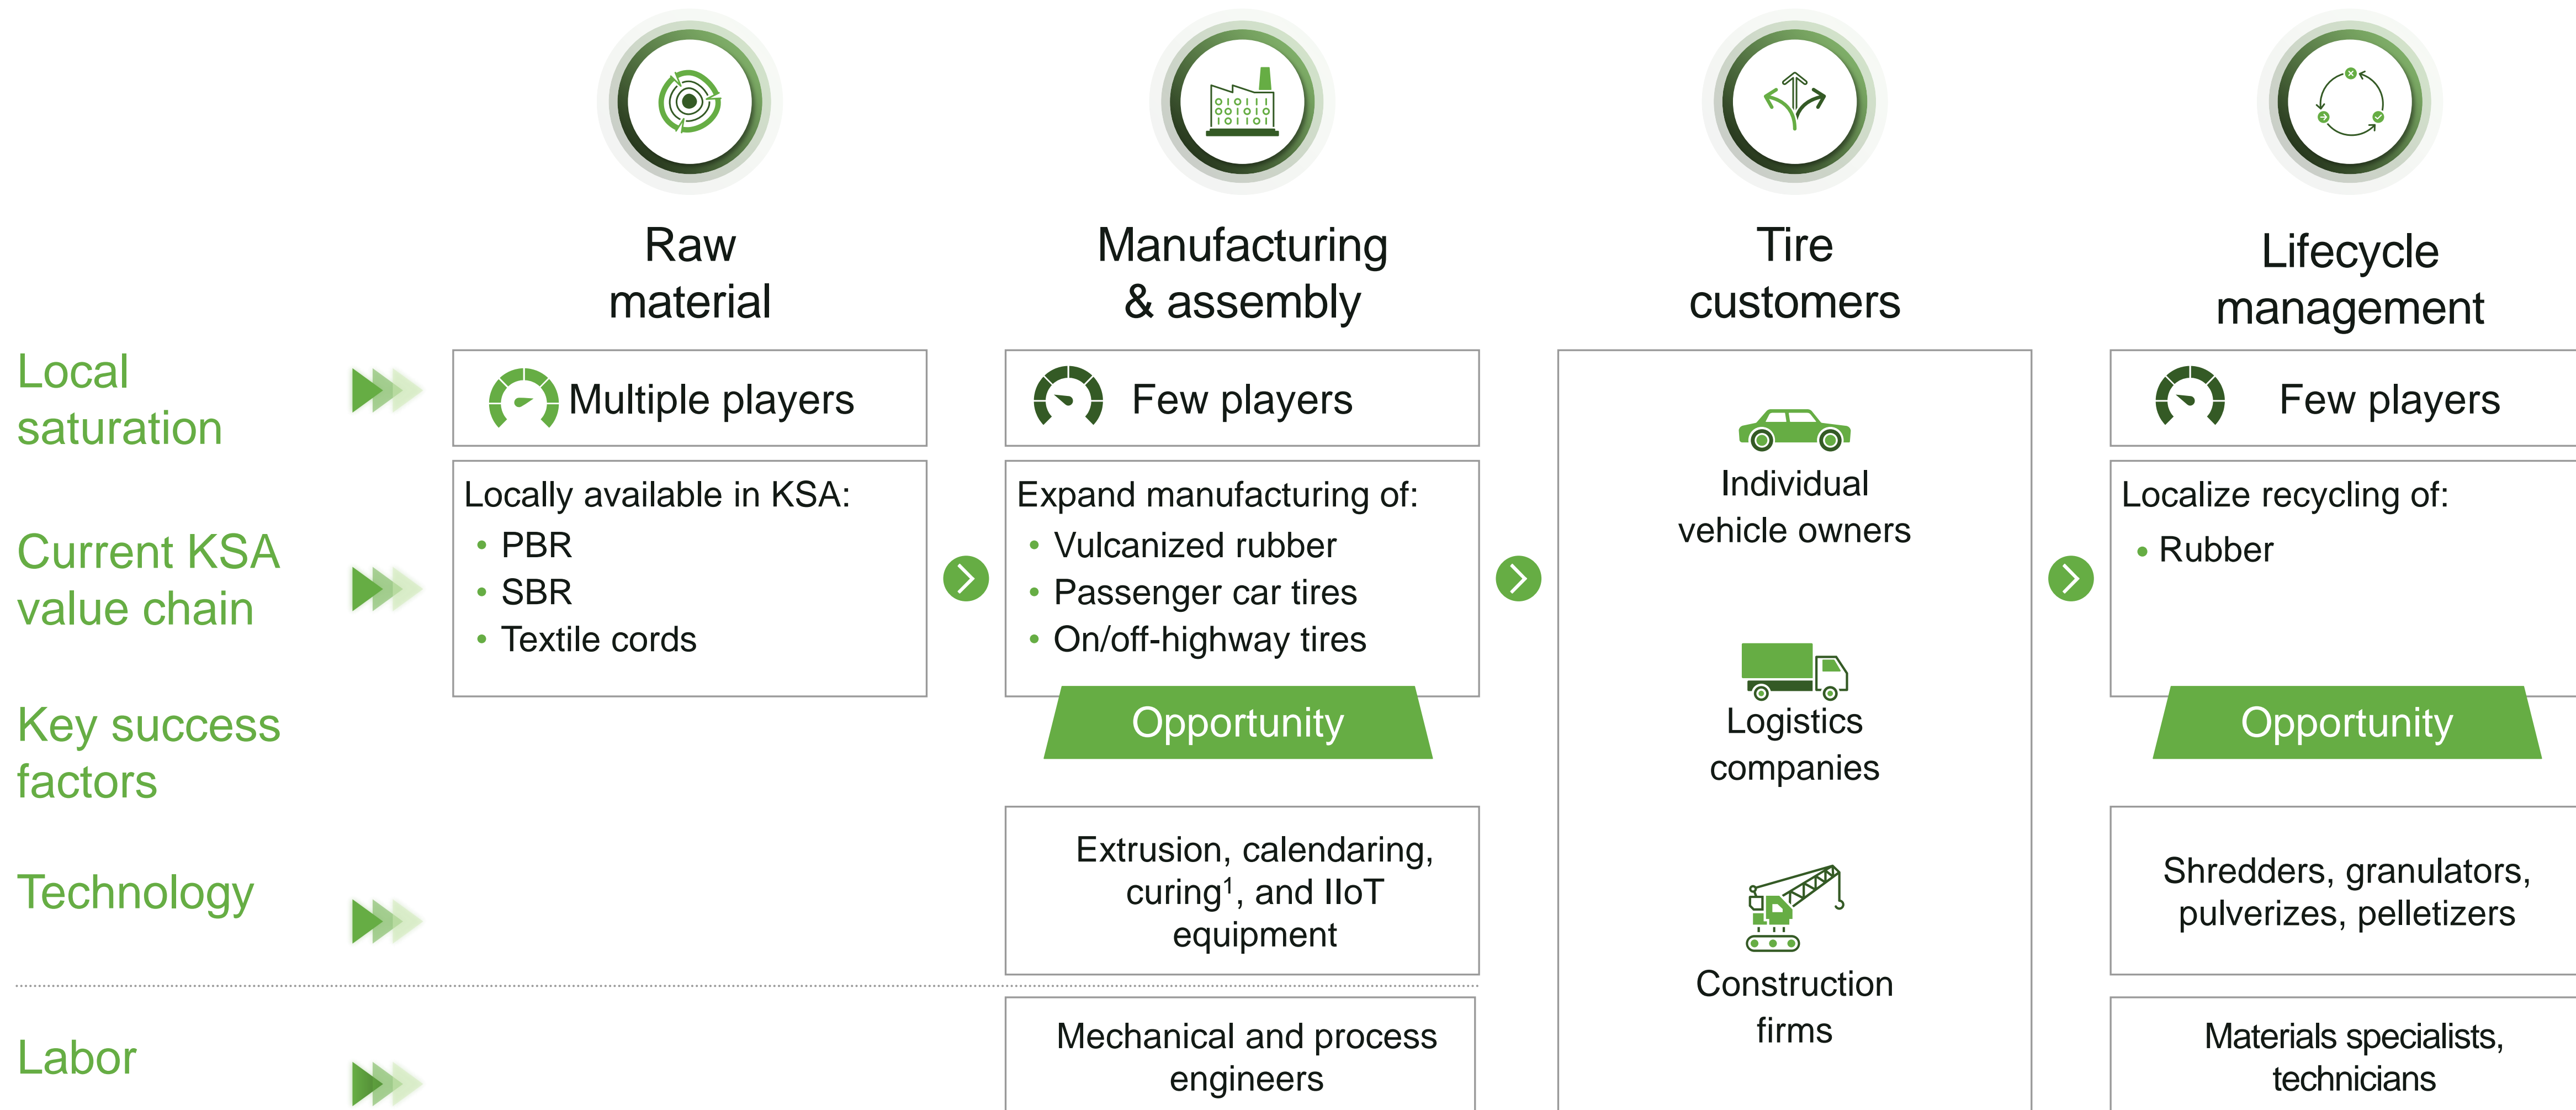 Raw
material
Manufacturing
& assembly
Tire
customers
Lifecycle
management
Local
saturation
Multiple players
Few players
Few players
Current KSA
value chain
Locally available in KSA:
• PBR
• SBR
• Textile cords
Expand manufacturing of:
• Vulcanized rubber
• Passenger car tires
• On/off-highway tires
Individual
vehicle owners
Logistics
companies
Construction
firms
Localize recycling of:
• Rubber
Key success
factors
Opportunity
Opportunity
Technology
Extrusion, calendaring,
curing¹, and IIoT
equipment
Shredders, granulators,
pulverizes, pelletizers
Labor
Mechanical and process
engineers
Materials specialists,
technicians